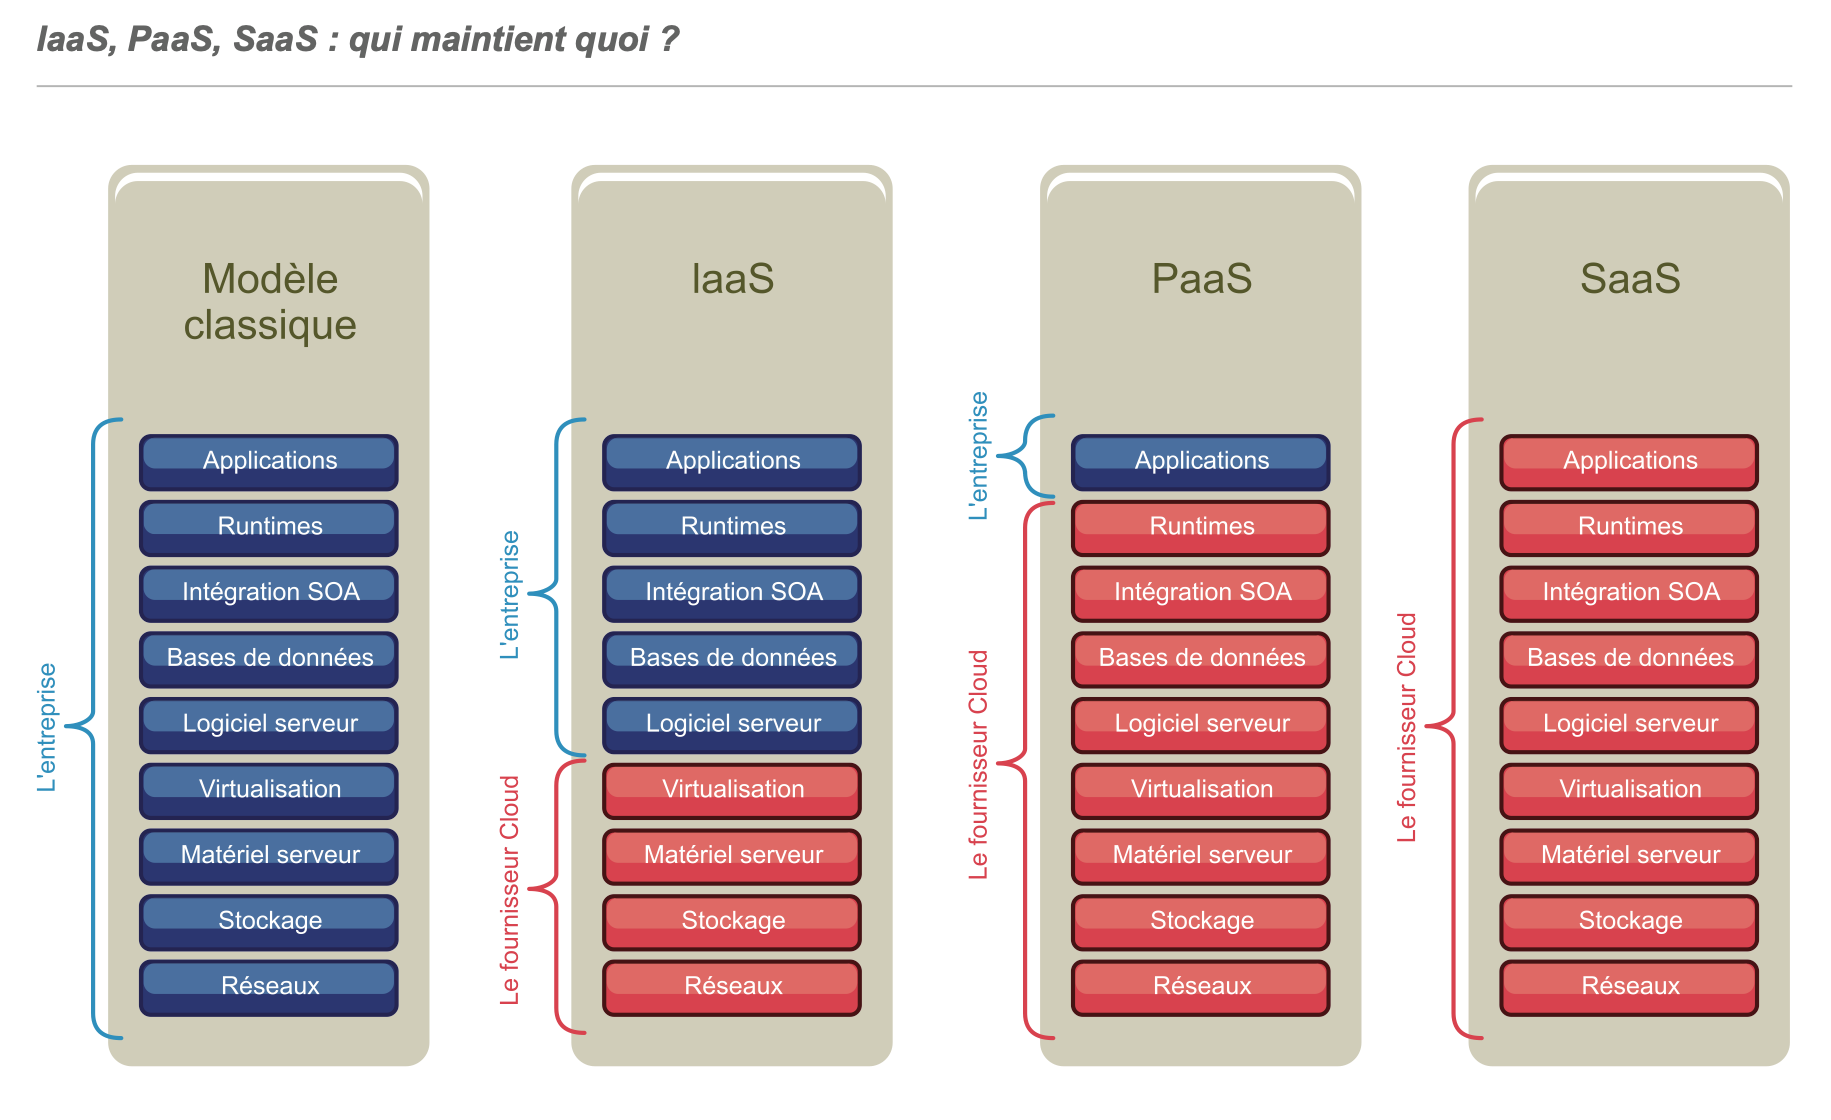 IaaS, PaaS, SaaS : qui maintient quoi ?
Modèle
classique
L'entreprise
Applications
Runtimes
Intégration SOA
Bases de données
Logiciel serveur
Virtualisation
Matériel serveur
Stockage
Réseaux
IaaS
L'entreprise
Le fournisseur Cloud
Applications
Runtimes
Intégration SOA
Bases de données
Logiciel serveur
Virtualisation
Matériel serveur
Stockage
Réseaux
PaaS
L'entreprise
Le fournisseur Cloud
Applications
Runtimes
Intégration SOA
Bases de données
Logiciel serveur
Virtualisation
Matériel serveur
Stockage
Réseaux
SaaS
Le fournisseur Cloud
Applications
Runtimes
Intégration SOA
Bases de données
Logiciel serveur
Virtualisation
Matériel serveur
Stockage
Réseaux